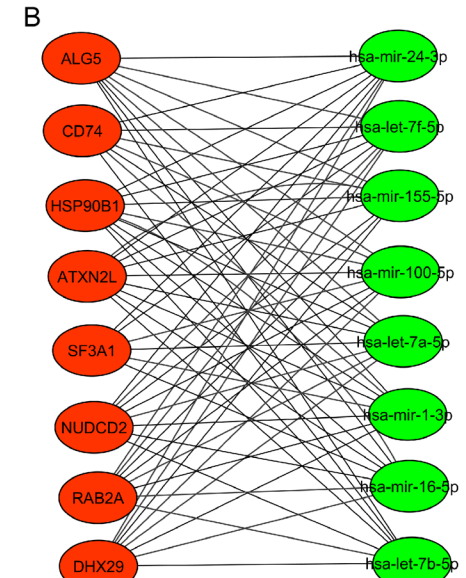 B
ALG5
hsa-mir-24-3p
CD74
hsa-let-7f-5p
HSP90B1
hsa-mir-155-5p
ATXN2L
hsa-mir-100-5p
SF3A1
hsa-let-7a-5p
NUDCD2
hsa-mir-1-3p
RAB2A
hsa-mir-16-5p
DHX29
hsa-let-7b-5p